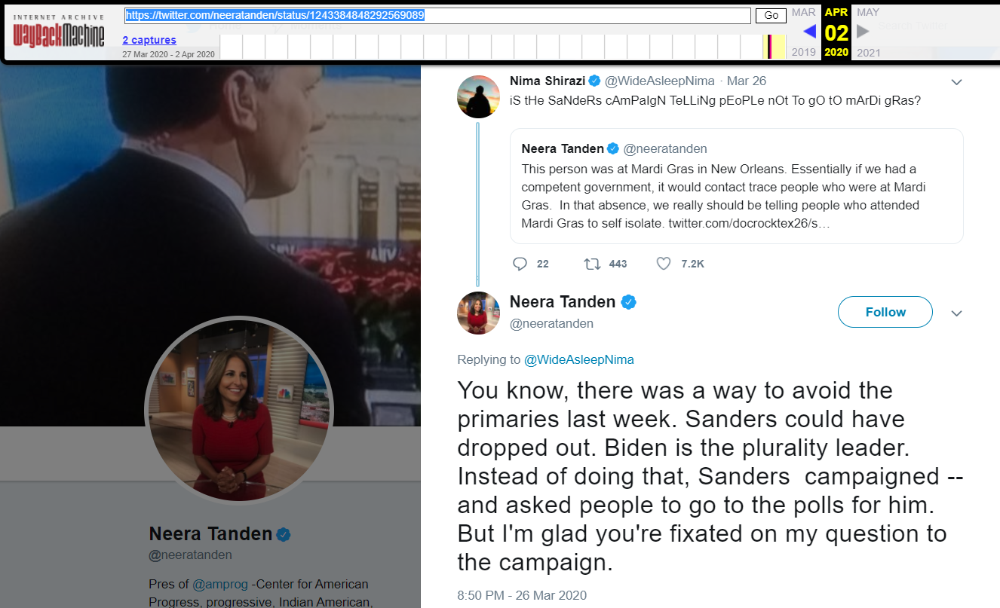 INTERNET ARCHIVE
WayBackMachine
https://twitter.com/neeratanden/status/1243384848292569089
Go
MAR
APR
MAY
2 captures
02
27 Mar 2020 - 2 Apr 2020
2019
2020
2021
Nima Shirazi @WideAsleepNima · Mar 26
iS tHe SaNdeRs cAmPaIgN TeLLiNg pEoPLe nOt To gO tO mArDi gRas?
Neera Tanden @neeratanden
This person was at Mardi Gras in New Orleans. Essentially if we had a
competent government, it would contact trace people who were at Mardi
Gras.  In that absence, we really should be telling people who attended
Mardi Gras to self isolate. twitter.com/docrocktex26/s…
22 443 7.2K
Neera Tanden
@neeratanden
Follow
Replying to @WideAsleepNima
You know, there was a way to avoid the
primaries last week. Sanders could have
dropped out. Biden is the plurality leader.
Instead of doing that, Sanders  campaigned --
and asked people to go to the polls for him.
But I'm glad you're fixated on my question to
the campaign.
8:50 PM - 26 Mar 2020
Neera Tanden
@neeratanden
Pres of @amprog -Center for American
Progress, progressive, Indian American,